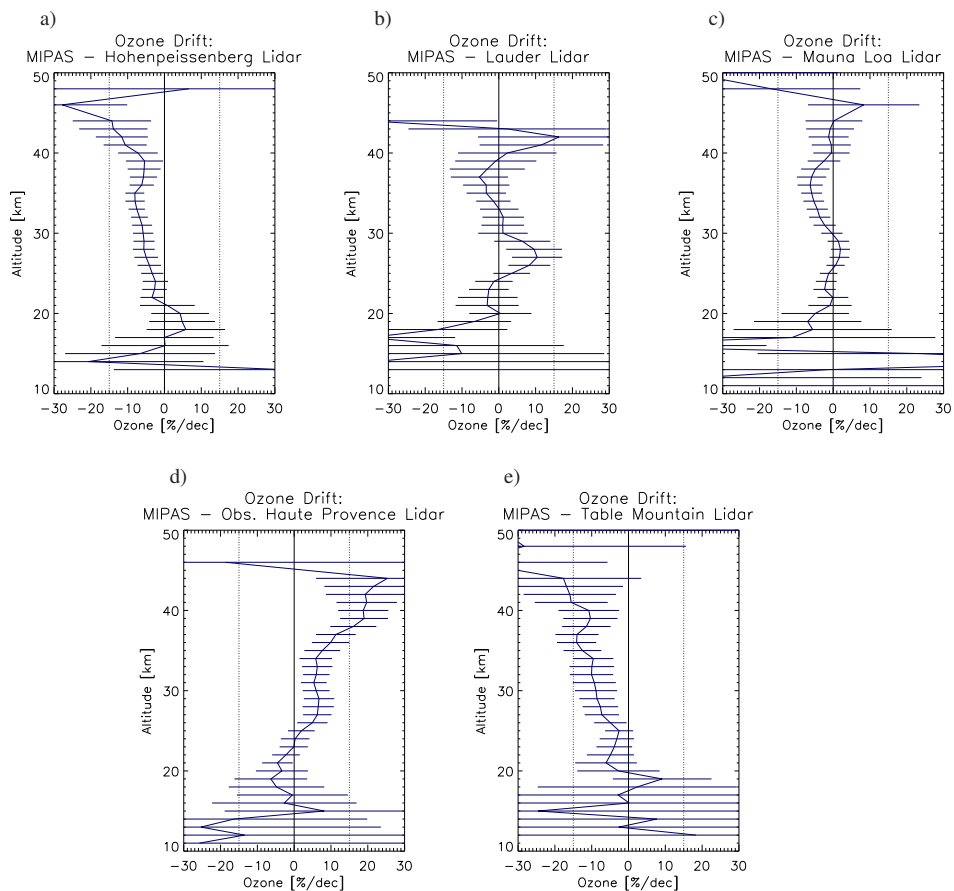 a)
Ozone Drift:
MIPAS – Hohenpeissenberg Lidar
50
40
30
20
10
Altitude [km]
−30 −20 −10 0 10 20 30
Ozone [%/dec]
b)
Ozone Drift:
MIPAS – Lauder Lidar
50
40
30
20
10
Altitude [km]
−30 −20 −10 0 10 20 30
Ozone [%/dec]
c)
Ozone Drift:
MIPAS – Mauna Loa Lidar
50
40
30
20
10
Altitude [km]
−30 −20 −10 0 10 20 30
Ozone [%/dec]
d)
Ozone Drift:
MIPAS – Obs. Haute Provence Lidar
50
40
30
20
10
Altitude [km]
−30 −20 −10 0 10 20 30
Ozone [%/dec]
e)
Ozone Drift:
MIPAS – Table Mountain Lidar
50
40
30
20
10
Altitude [km]
−30 −20 −10 0 10 20 30
Ozone [%/dec]